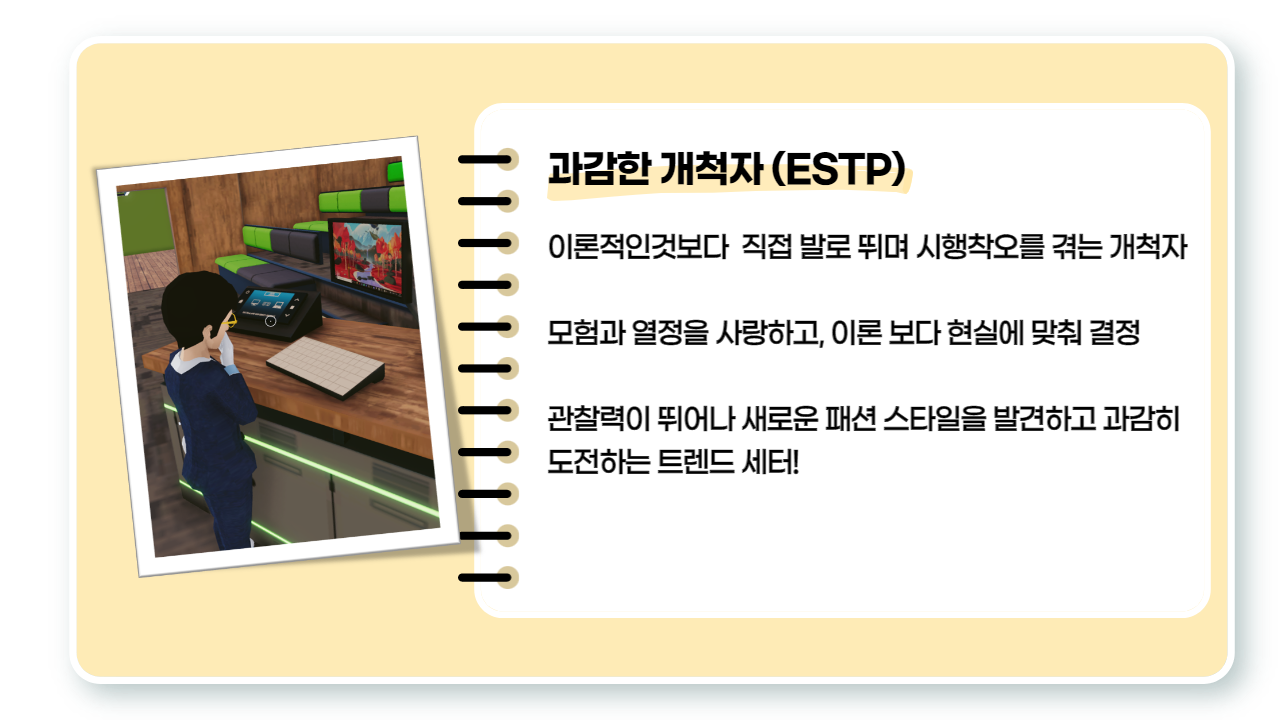 과감한 개척자 (ESTP)
이론적인것보다  직접 발로 뛰며 시행착오를 겪는 개척자
모험과 열정을 사랑하고, 이론 보다 현실에 맞춰 결정
관찰력이 뛰어나 새로운 패션 스타일을 발견하고 과감히
도전하는 트렌드 세터!